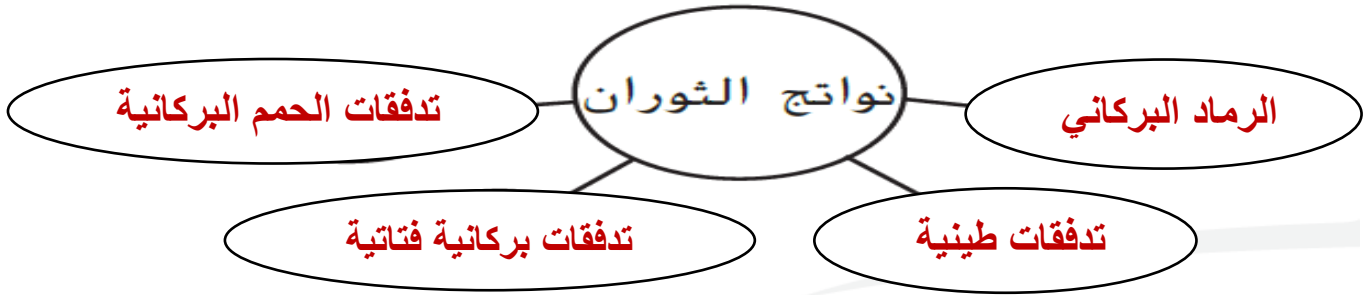 نواتج الثوران
الرماد البركاني
تدفقات الحمم البركانية
تدفقات طينية
تدفقات بركانية فتاتية